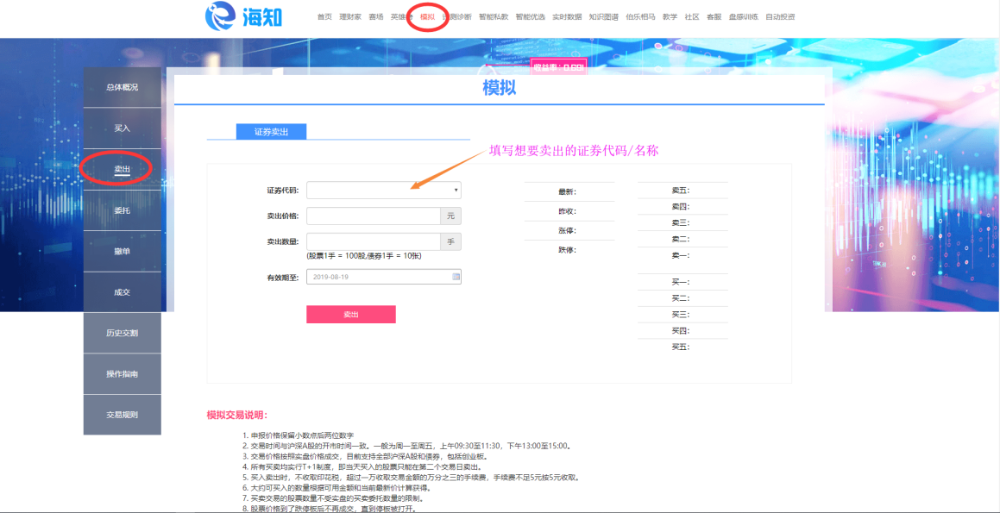 海知
首页 理财家 赛场 英雄 模拟 测诊断 智能私教 智能优选 实时数据 知识图谱 伯乐相马 教学 社区 客服 盘感训练 自动投资
模拟
总体概况
买入
卖出
委托
撤单
成交
历史交割
操作指南
交易规则
证券卖出
填写想要卖出的证券代码/名称
证券代码:
卖出价格: 元
卖出数量: 手
(股票1手 = 100股,债券1手 = 10张)
有效期至: 2019-08-19
卖出
最新:
昨收:
涨停:
跌停:
卖五:
卖四:
卖三:
卖二:
卖一:
买一:
买二:
买三:
买四:
买五:
模拟交易说明:
1. 申报价格保留小数点后两位数字
2. 交易时间与沪深A股的开市时间一致。一般为周一至周五，上午09:30至11:30，下午13:00至15:00。
3. 交易价格按照实盘价格成交，目前支持全部沪深A股和债券，包括创业板。
4. 所有买卖均实行T+1制度，即当天买入的股票只能在第二个交易日卖出。
5. 买入卖出时，不收取印花税，超过一万收取交易金额的万分之三的手续费，手续费不足5元按5元收取。
6. 大约可买入的数量根据可用金额和当前最新价计算获得。
7. 买卖交易的股票数量不受实盘的买卖委托数量的限制。
8. 股票价格到了跌停板后不再成交，直到停板被打开。